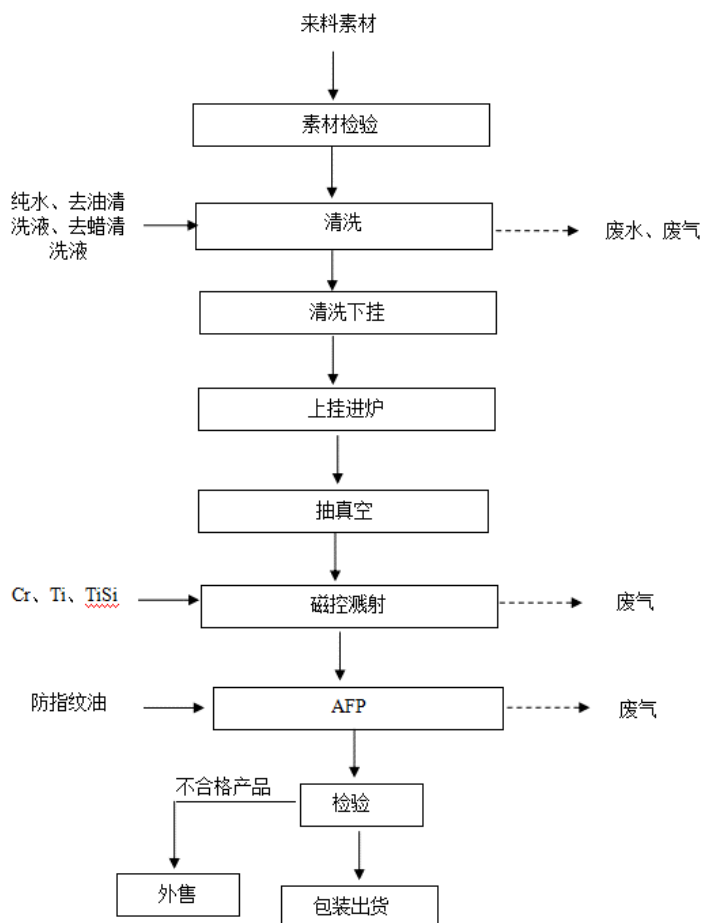 来料素材
素材检验
纯水、去油清
洗液、去蜡清
洗液
清洗
废水、废气
清洗下挂
上挂进炉
抽真空
Cr、Ti、TiSi
磁控溅射
废气
防指纹油
AFP
废气
不合格产品
检验
外售
包装出货